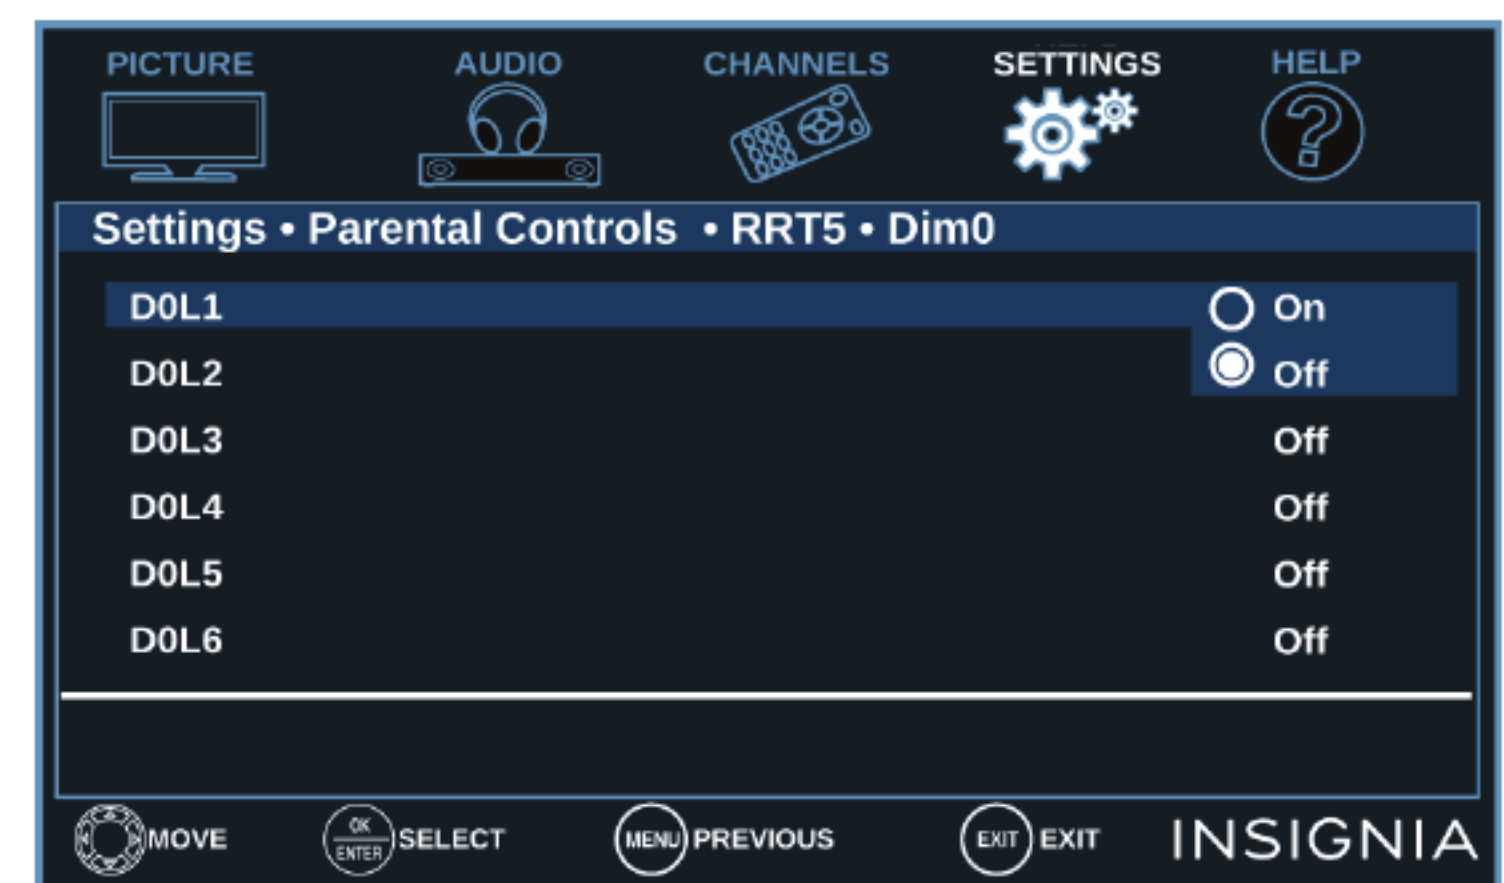 PICTURE AUDIO CHANNELS SETTINGS HELP
Settings • Parental Controls • RRT5 • Dim0
D0L1 On
D0L2 Off
D0L3 Off
D0L4 Off
D0L5 Off
D0L6 Off
OK
ENTER
MOVE SELECT MENU PREVIOUS EXIT EXIT INSIGNIA